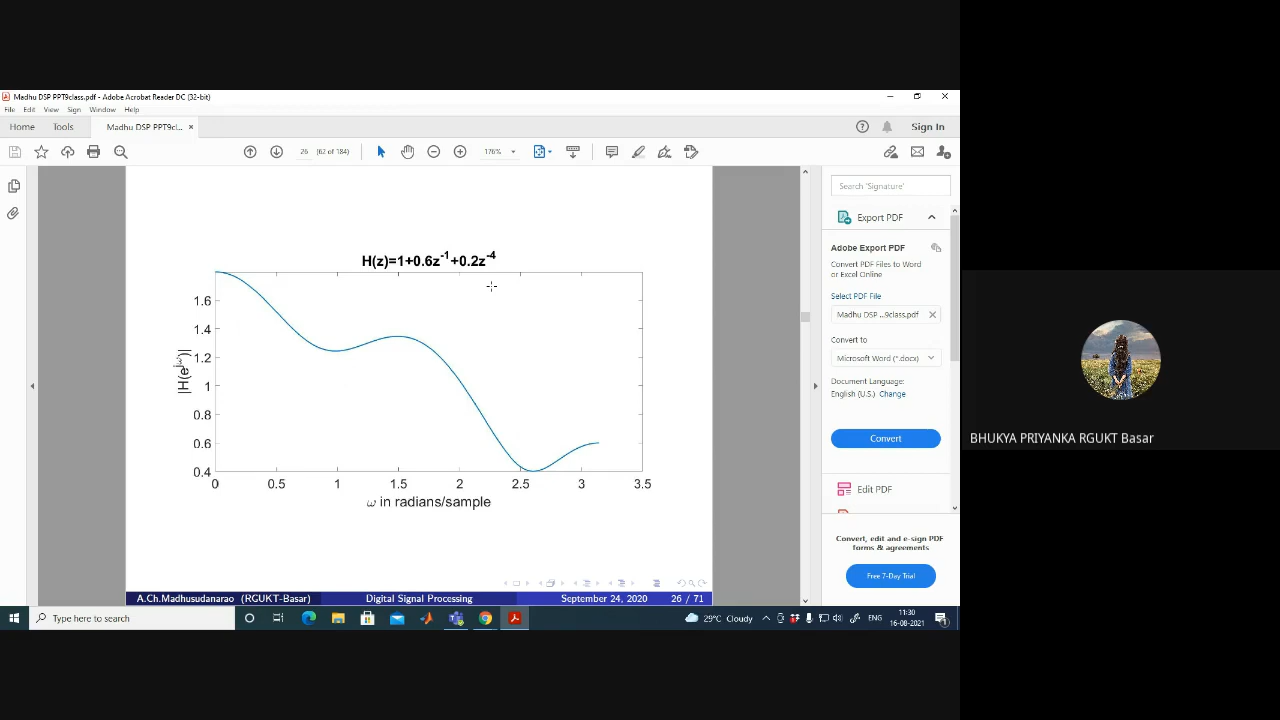 Madhu DSP PPT9class.pdf - Adobe Acrobat Reader DC (32-bit)
File Edit View Sign Window Help
Home Tools Madhu DSP PPT9cl... × Sign In
26 (62 of 184) 176%
Search 'Signature'
Export PDF
Adobe Export PDF
Convert PDF Files to Word
or Excel Online
Select PDF File
Madhu DSP ...9class.pdf
Convert to
Microsoft Word (*.docx)
Document Language:
English (U.S.) Change
Convert
Edit PDF
Convert, edit and e-sign PDF
forms & agreements
Free 7-Day Trial
H(z)=1+0.6z⁻¹+0.2z⁻⁴
|H(e^{jω})|
1.6
1.4
1.2
1
0.8
0.6
0.4
0 0.5 1 1.5 2 2.5 3 3.5
ω in radians/sample
A.Ch.Madhusudanarao (RGUKT-Basar) Digital Signal Processing September 24, 2020 26 / 71
BHUKYA PRIYANKA RGUKT Basar
Type here to search 29°C Cloudy ENG 11:30
16-08-2021